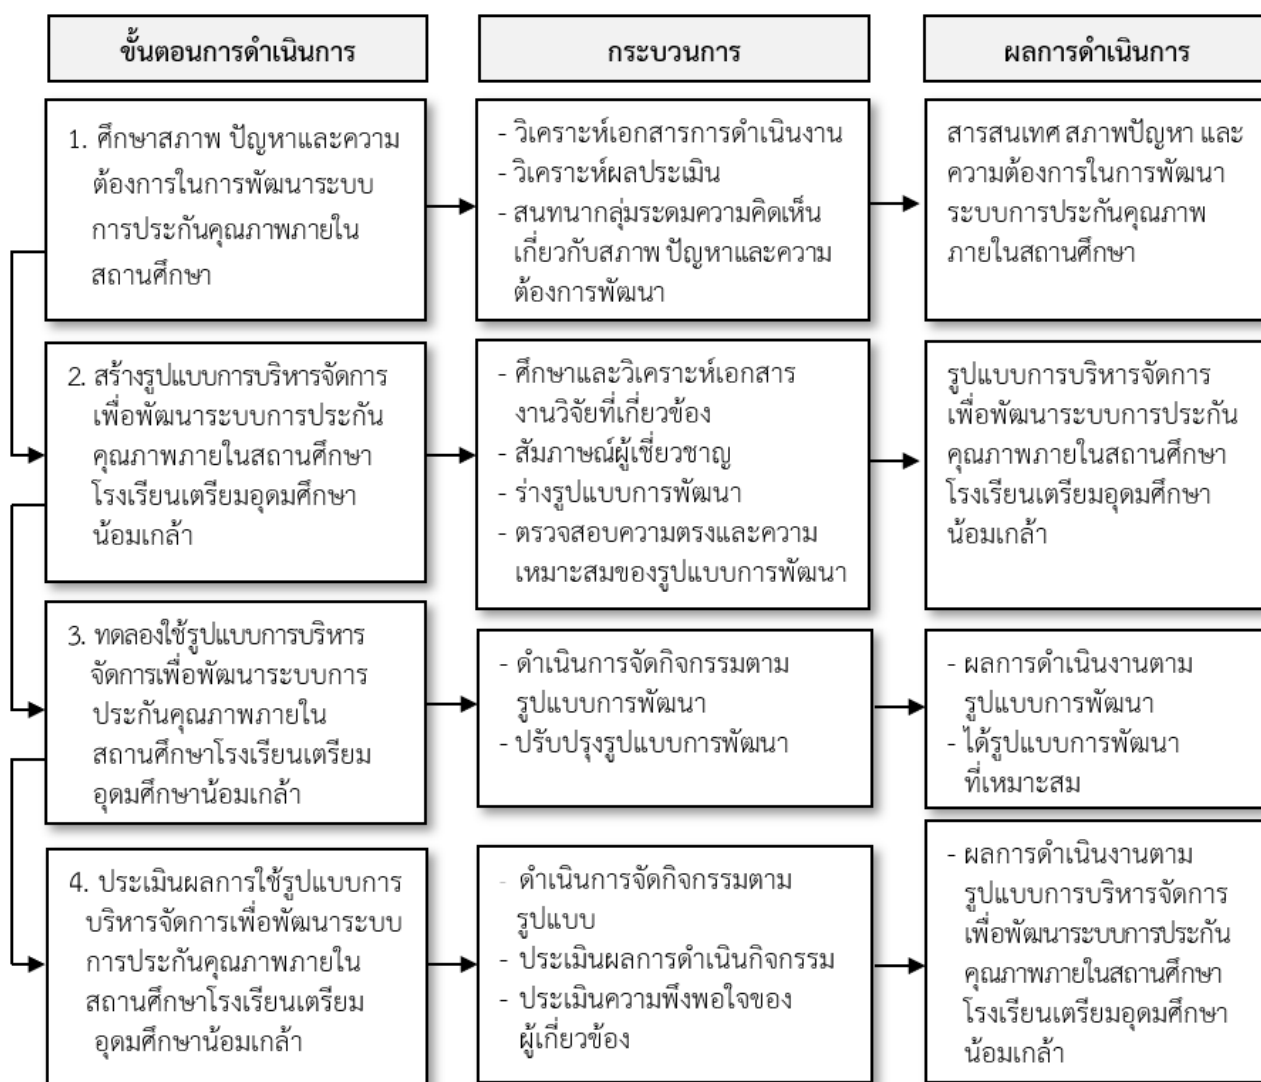 ขั้นตอนการดำเนินการ
กระบวนการ
ผลการดำเนินการ
1. ศึกษาสภาพ ปัญหาและความ
ต้องการในการพัฒนาระบบ
การประกันคุณภาพภายใน
สถานศึกษา
- วิเคราะห์เอกสารการดำเนินงาน
- วิเคราะห์ผลประเมิน
- สนทนากลุ่มระดมความคิดเห็น
เกี่ยวกับสภาพ ปัญหาและความ
ต้องการพัฒนา
สารสนเทศ สภาพปัญหา และ
ความต้องการในการพัฒนา
ระบบการประกันคุณภาพ
ภายในสถานศึกษา
2. สร้างรูปแบบการบริหารจัดการ
เพื่อพัฒนาระบบการประกัน
คุณภาพภายในสถานศึกษา
โรงเรียนเตรียมอุดมศึกษา
น้อมเกล้า
- ศึกษาและวิเคราะห์เอกสาร
งานวิจัยที่เกี่ยวข้อง
- สัมภาษณ์ผู้เชี่ยวชาญ
- ร่างรูปแบบการพัฒนา
- ตรวจสอบความตรงและความ
เหมาะสมของรูปแบบการพัฒนา
รูปแบบการบริหารจัดการ
เพื่อพัฒนาระบบการประกัน
คุณภาพภายในสถานศึกษา
โรงเรียนเตรียมอุดมศึกษา
น้อมเกล้า
3. ทดลองใช้รูปแบบการบริหาร
จัดการเพื่อพัฒนาระบบการ
ประกันคุณภาพภายใน
สถานศึกษาโรงเรียนเตรียม
อุดมศึกษาน้อมเกล้า
- ดำเนินการจัดกิจกรรมตาม
รูปแบบการพัฒนา
- ปรับปรุงรูปแบบการพัฒนา
- ผลการดำเนินงานตาม
รูปแบบการพัฒนา
- ได้รูปแบบการพัฒนา
ที่เหมาะสม
4. ประเมินผลการใช้รูปแบบการ
บริหารจัดการเพื่อพัฒนาระบบ
การประกันคุณภาพภายใน
สถานศึกษาโรงเรียนเตรียม
อุดมศึกษาน้อมเกล้า
- ดำเนินการจัดกิจกรรมตาม
รูปแบบ
- ประเมินผลการดำเนินกิจกรรม
- ประเมินความพึงพอใจของ
ผู้เกี่ยวข้อง
- ผลการดำเนินงานตาม
รูปแบบการบริหารจัดการ
เพื่อพัฒนาระบบการประกัน
คุณภาพภายในสถานศึกษา
โรงเรียนเตรียมอุดมศึกษา
น้อมเกล้า